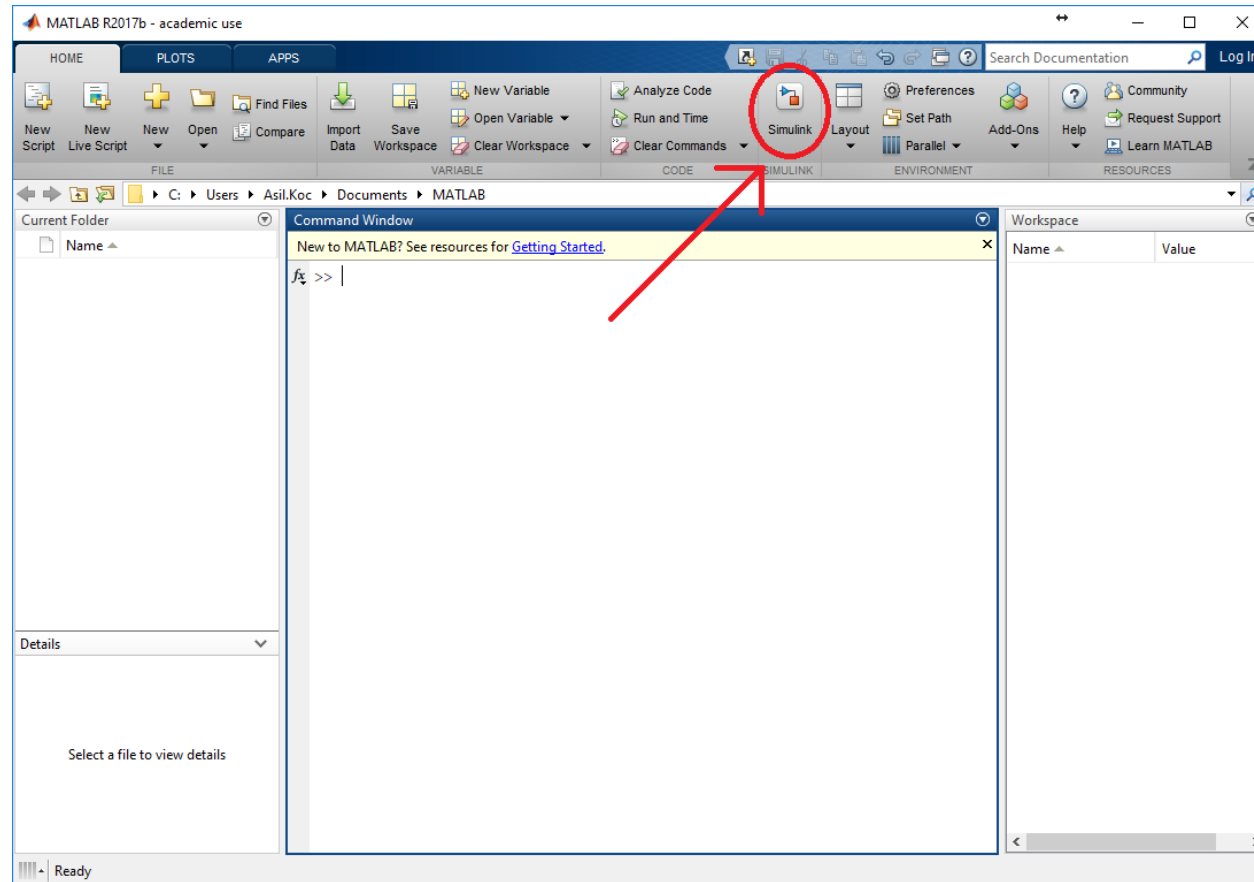 MATLAB R2017b - academic use
HOME PLOTS APPS
Search Documentation Log In
New Script
New Live Script
New
Open
Find Files
Compare
FILE
Import Data
Save Workspace
New Variable
Open Variable
Clear Workspace
VARIABLE
Analyze Code
Run and Time
Clear Commands
CODE
Simulink
SIMULINK
Layout
Preferences
Set Path
Parallel
ENVIRONMENT
Add-Ons
Help
Community
Request Support
Learn MATLAB
RESOURCES
C: Users Asil.Koc Documents MATLAB
Current Folder
Name
Command Window
New to MATLAB? See resources for Getting Started.
fx >>
Workspace
Name Value
Details
Select a file to view details
Ready